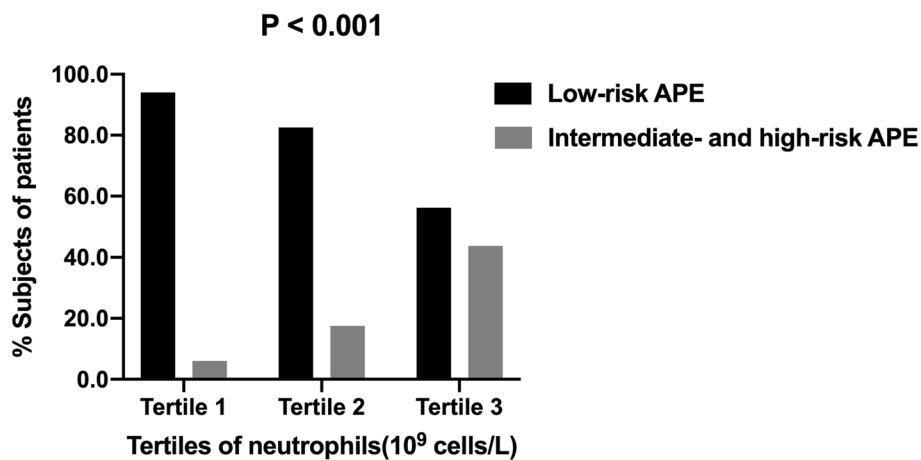 P < 0.001
% Subjects of patients
100.0
80.0
60.0
40.0
20.0
0.0
Low-risk APE
Intermediate- and high-risk APE
Tertile 1 Tertile 2 Tertile 3
Tertiles of neutrophils(10⁹ cells/L)